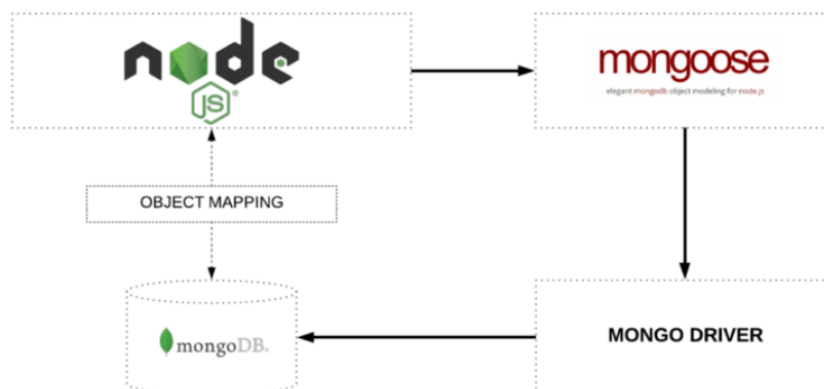 node
JS®
mongoose
elegant mongodb object modeling for node.js
OBJECT MAPPING
mongoDB.
MONGO DRIVER